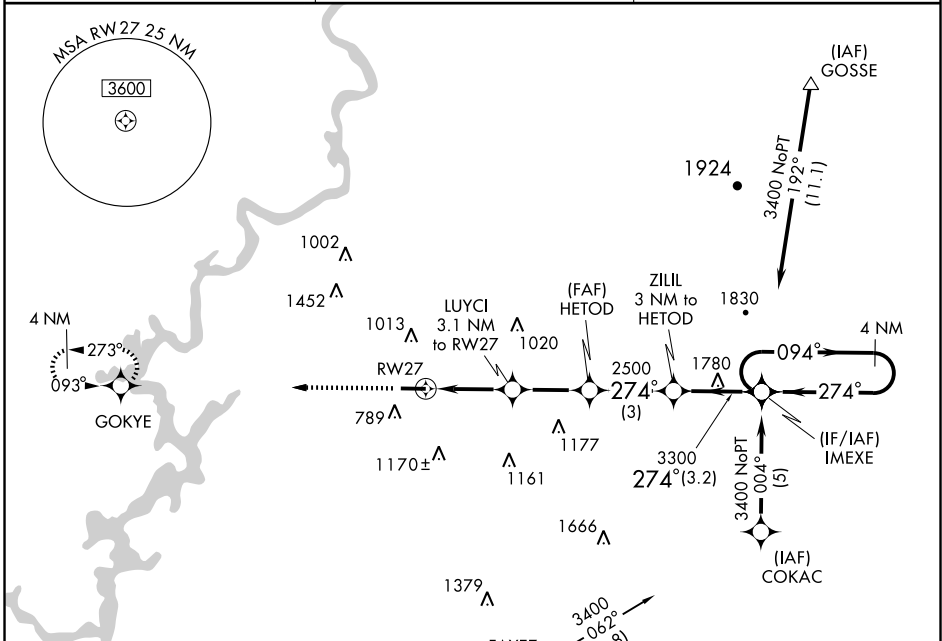 MSA RW27 25 NM
3600
(IAF)
GOSSE
3400 NoPT
192°
(11.1)
1924
1002
1452
1013
LUYCI
3.1 NM
to RW27
(FAF)
HETOD
1020
ZILIL
3 NM to
HETOD
1830
4 NM
273°
093°
GOKYE
RW27
789
2500
274°
(3)
1780
094°
4 NM
274°
1177
1170±
1161
3300
274°(3.2)
(IF/IAF)
IMEXE
3400 NoPT
004°
(5)
1666
(IAF)
COKAC
1379
3400
062°